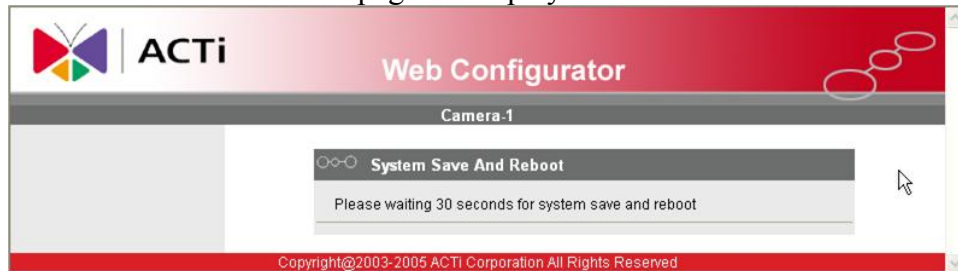 ACTi
Web Configurator
Camera-1
System Save And Reboot
Please waiting 30 seconds for system save and reboot
Copyright@2003-2005 ACTi Corporation All Rights Reserved